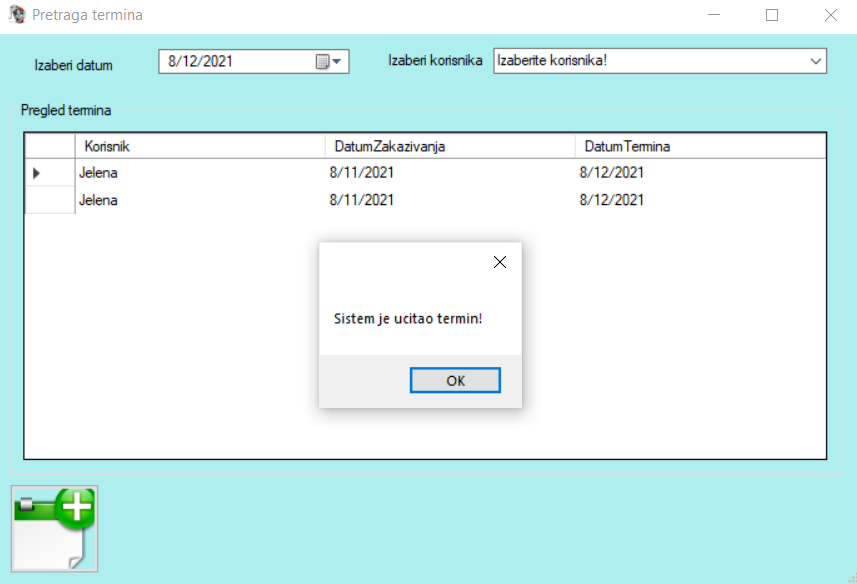 Pretraga termina
Izaberi datum 8/12/2021 Izaberi korisnika Izaberite korisnika!
Pregled termina
Korisnik DatumZakazivanja DatumTermina
Jelena 8/11/2021 8/12/2021
Jelena 8/11/2021 8/12/2021
Sistem je ucitao termin!
OK